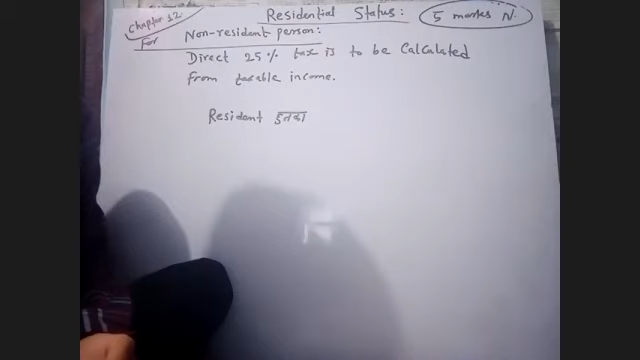 Chapter 12
Residential Status:
5 marks N.
For Non-resident person:
Direct 25% tax is to be Calculated
from taxable income.
Resident हुनको